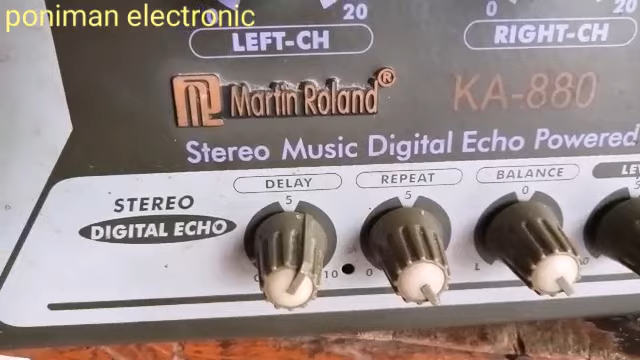 poniman electronic
0 20
LEFT-CH
0 20
RIGHT-CH
Martin Roland®
KA-880
Stereo Music Digital Echo Powered
DELAY
REPEAT
BALANCE
5
5
0
STEREO
DIGITAL ECHO
10
0
L